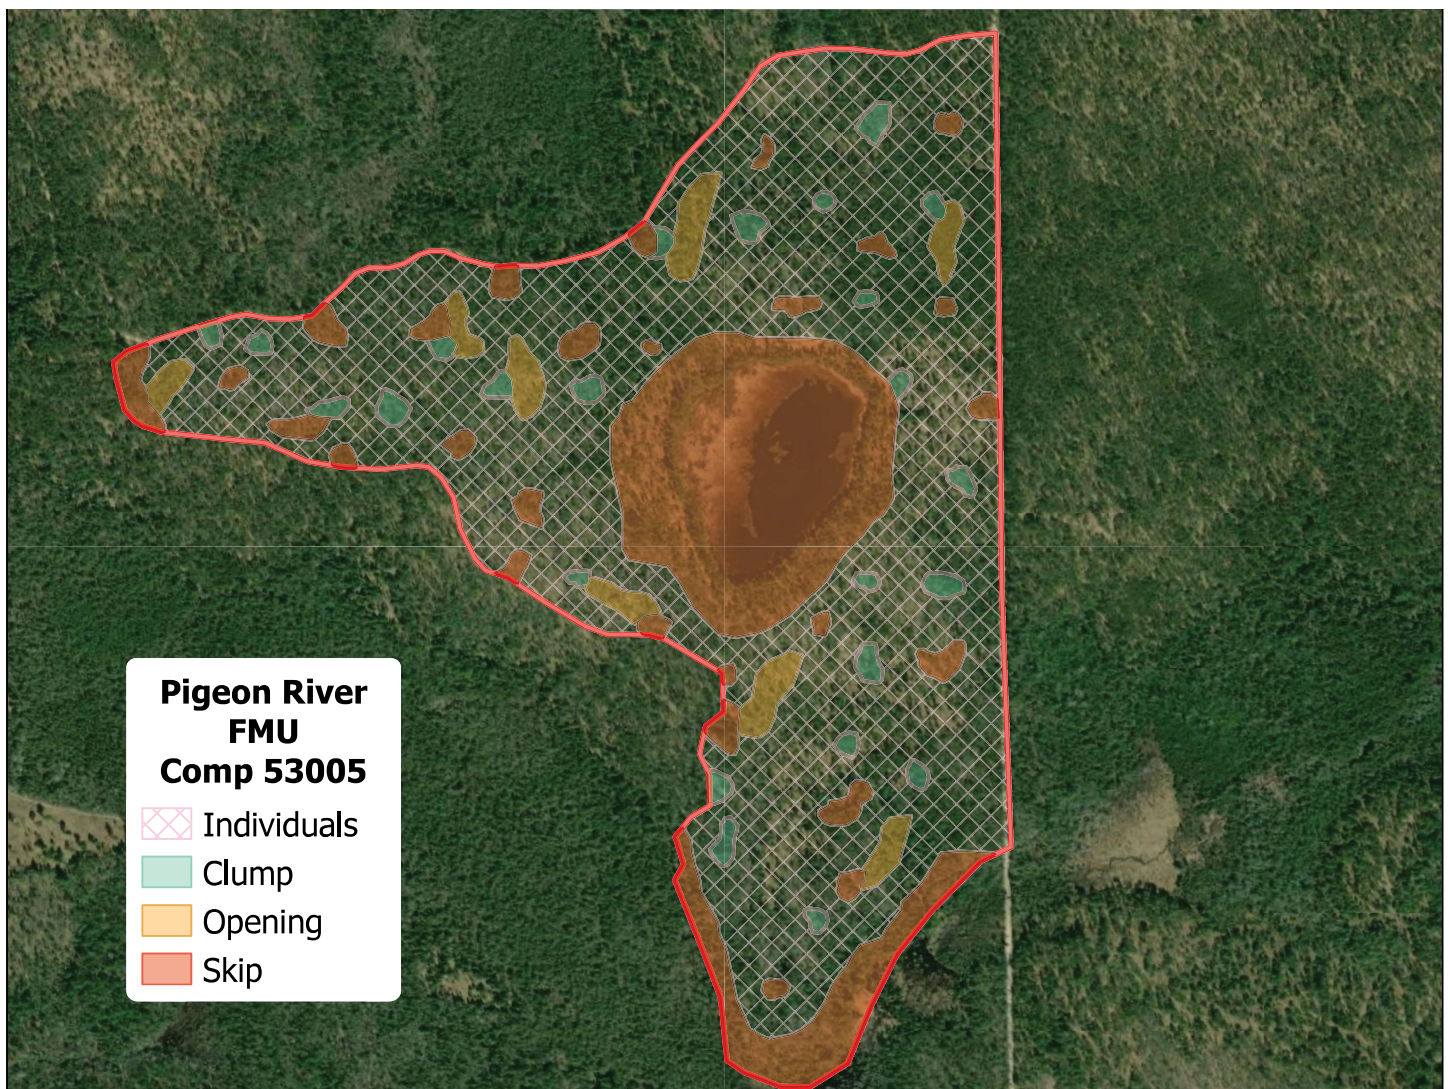 Pigeon River
FMU
Comp 53005
Individuals
Clump
Opening
Skip